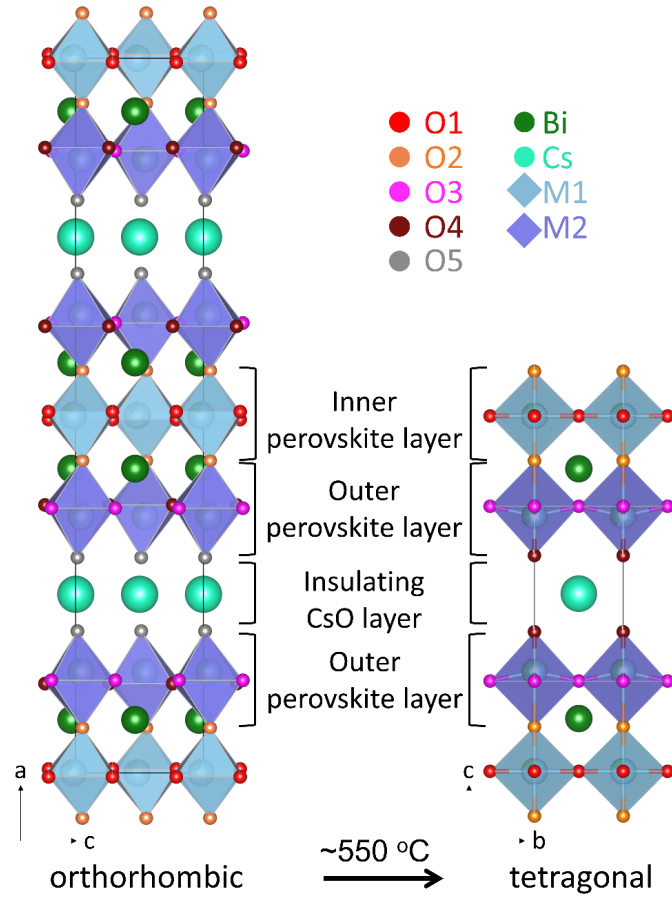 O1
Bi
O2
Cs
O3
M1
O4
M2
O5
Inner
perovskite layer
Outer
perovskite layer
Insulating
CsO layer
Outer
perovskite layer
a
c
c
b
~550 °C
orthorhombic
tetragonal